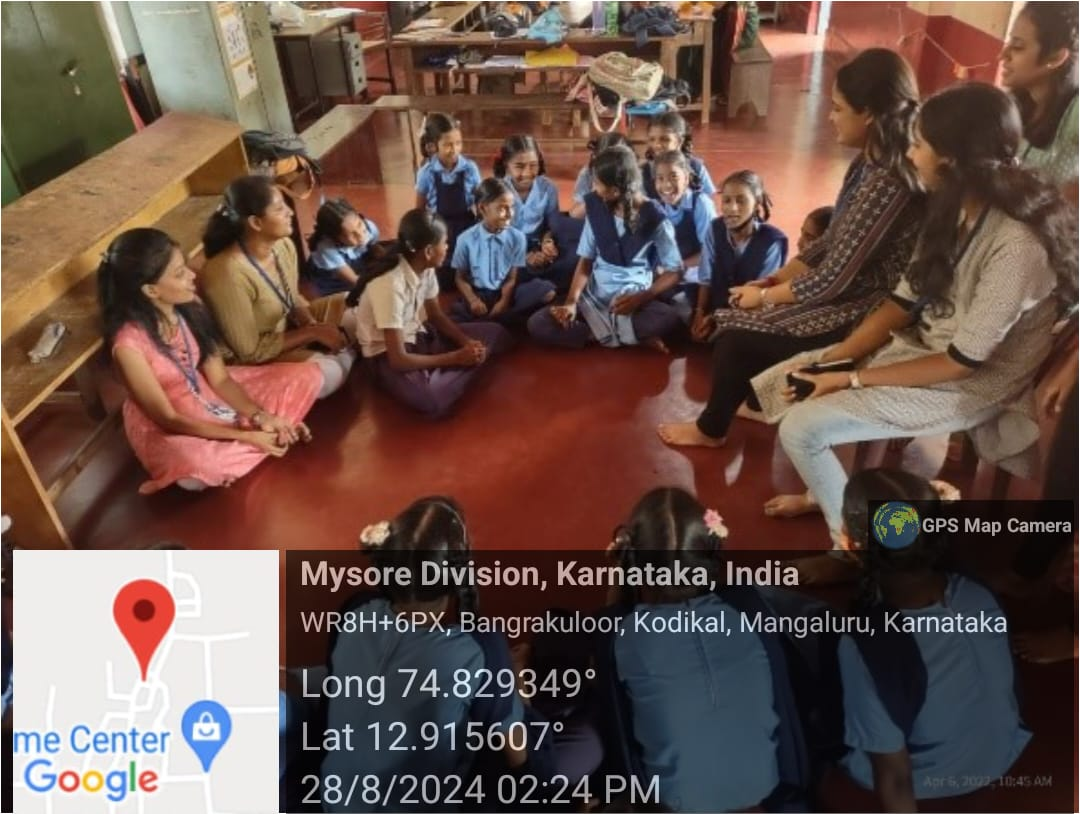 GPS Map Camera
Mysore Division, Karnataka, India
WR8H+6PX, Bangrakuloor, Kodikal, Mangaluru, Karnataka
Long 74.829349°
Lat 12.915607°
28/8/2024 02:24 PM
me Center
Google
Apr 6, 2022, 10:45 AM